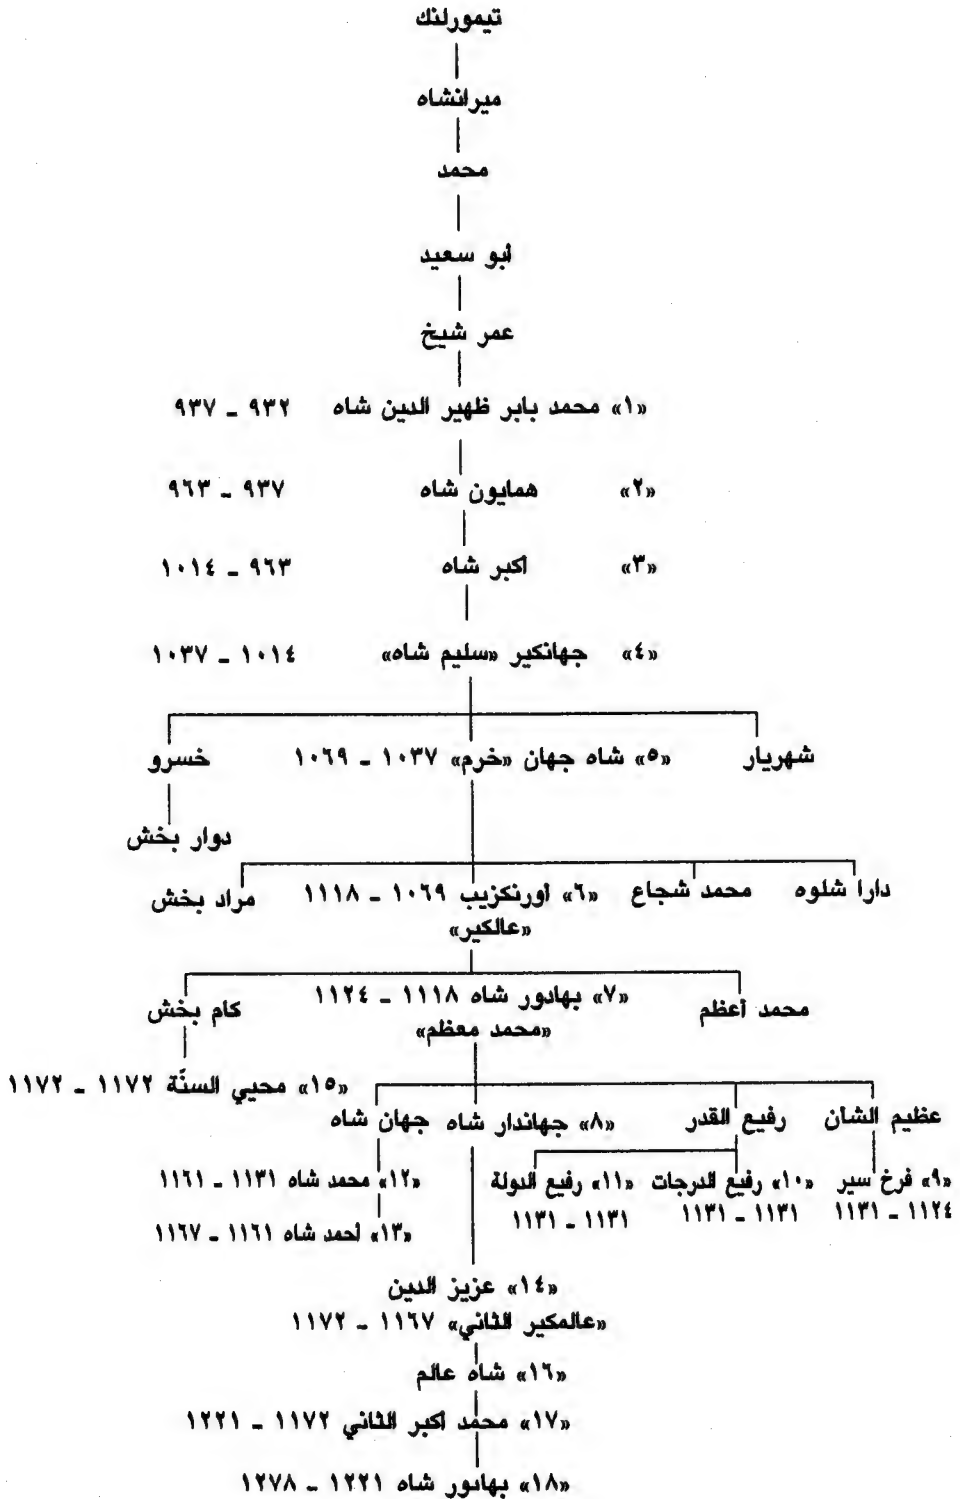 تيمورلنك
ميرانشاه
محمد
أبو سعيد
عمر شيخ
«١» محمد بابر ظهير الدين شاه ٩٣٢ - ٩٣٧
«٢» همايون شاه ٩٣٧ - ٩٦٣
«٣» أكبر شاه ٩٦٣ - ١٠١٤
«٤» جهانكير «سليم شاه» ١٠١٤ - ١٠٣٧
شهريار «٥» شاه جهان «خرم» ١٠٣٧ - ١٠٦٩ خسرو
دوار بخش
دارا شلوه محمد شجاع «٦» اورنكزيب ١٠٦٩ - ١١١٨ مراد بخش
«عالكير»
محمد أعظم «٧» بهادور شاه ١١١٨ - ١١٢٤ كام بخش
«محمد معظم»
«١٥» محيي السنّة ١١٧٢ - ١١٧٢
عظيم الشان رفيع القدر «٨» جهاندار شاه جهان شاه
«٩» فرخ سير «١٠» رفيع الدرجات «١١» رفيع الدولة «١٢» محمد شاه ١١٣١ - ١١٦١
١١٢٤ - ١١٣١ ١١٣١ - ١١٣١ ١١٣١ - ١١٣١
«١٣» أحمد شاه ١١٦١ - ١١٦٧
«١٤» عزيز الدين
«عالمكير الثاني» ١١٦٧ - ١١٧٢
«١٦» شاه عالم
«١٧» محمد أكبر الثاني ١١٧٢ - ١٢٢١
«١٨» بهادور شاه ١٢٢١ - ١٢٧٨